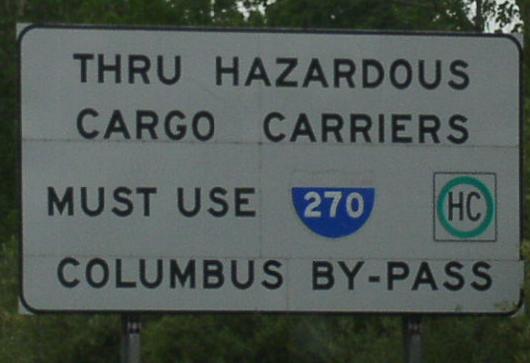 THRU HAZARDOUS
CARGO CARRIERS
MUST USE 270 HC
COLUMBUS BY-PASS